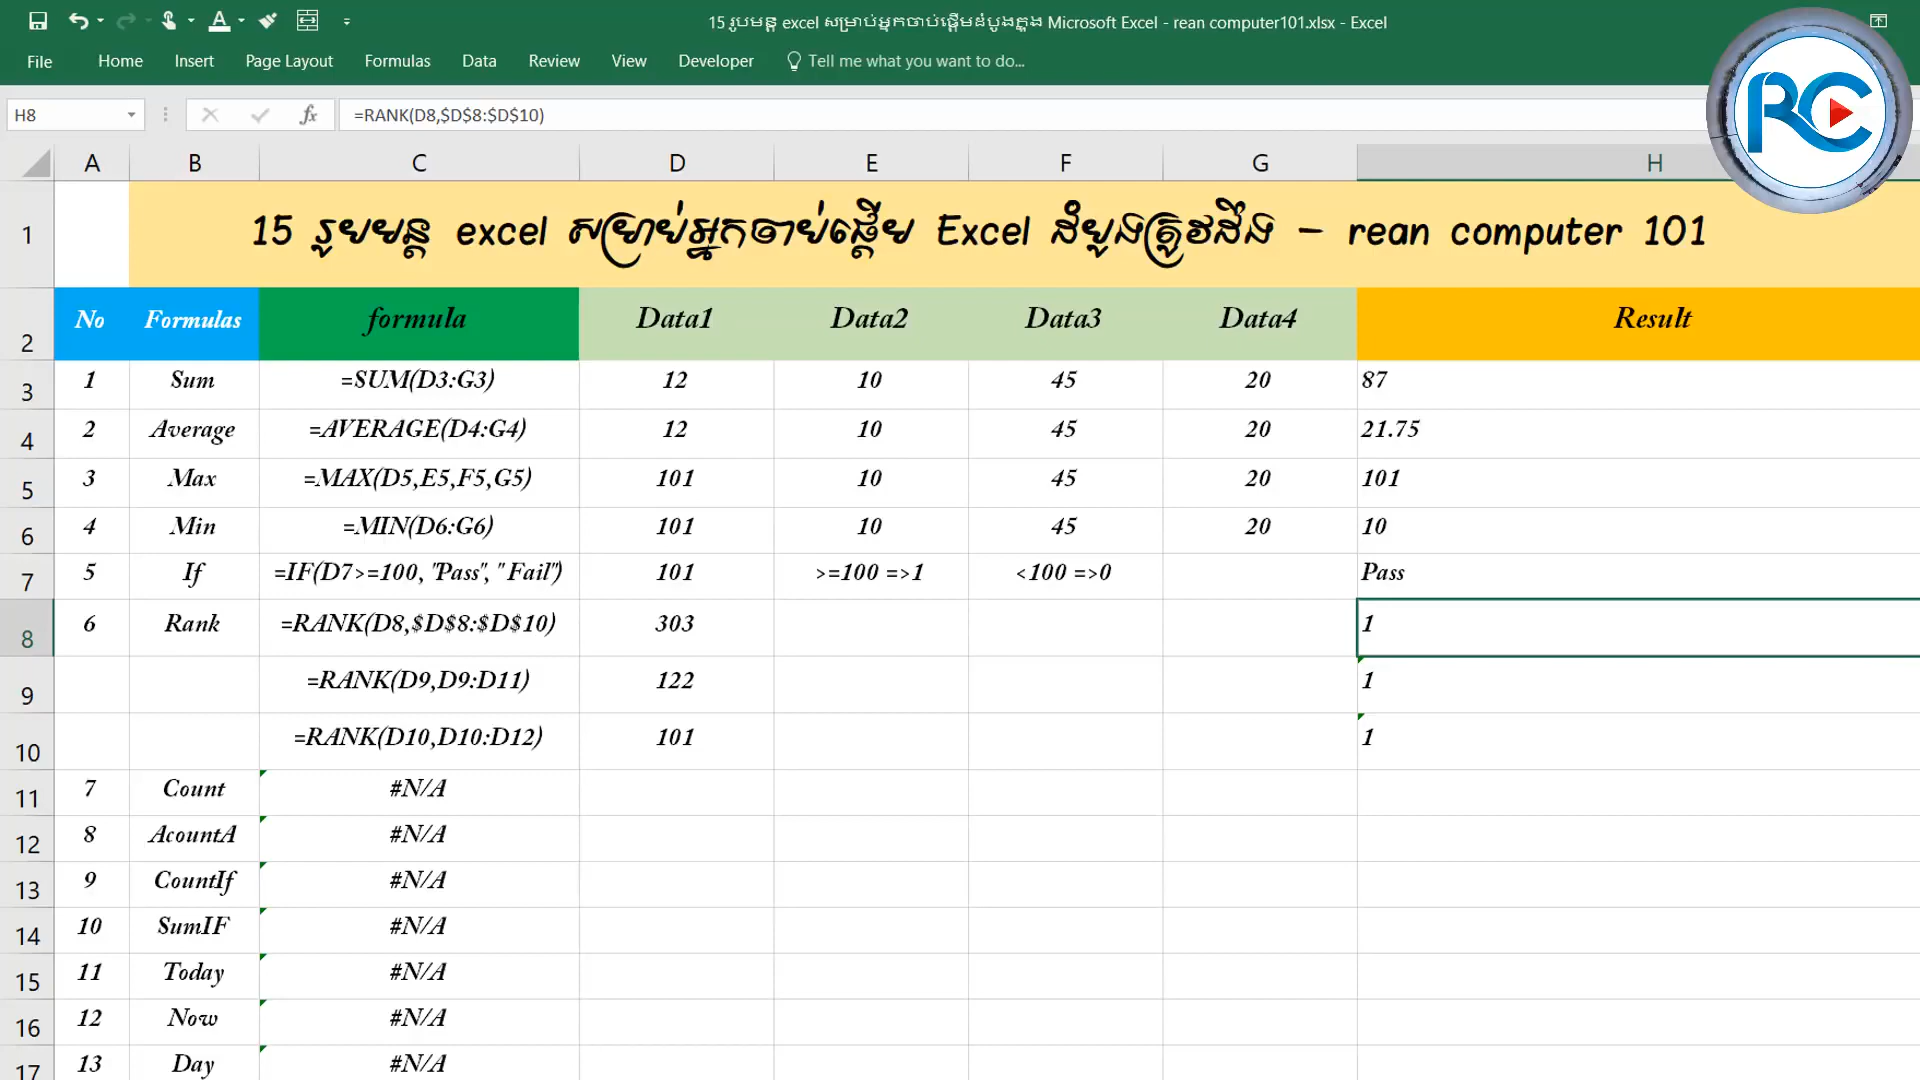 15 រូបមន្ត excel សម្រាប់អ្នកចាប់ផ្តើមដំបូងក្នុង Microsoft Excel - rean computer101.xlsx - Excel
File Home Insert Page Layout Formulas Data Review View Developer Tell me what you want to do...
H8 fx =RANK(D8,$D$8:$D$10)
RC
A B C D E F G H
1 15 រូបមន្ត excel សម្រាប់អ្នកចាប់ផ្តើម Excel ដំបូងត្រូវដឹង – rean computer 101
2 No Formulas formula Data1 Data2 Data3 Data4 Result
3 1 Sum =SUM(D3:G3) 12 10 45 20 87
4 2 Average =AVERAGE(D4:G4) 12 10 45 20 21.75
5 3 Max =MAX(D5,E5,F5,G5) 101 10 45 20 101
6 4 Min =MIN(D6:G6) 101 10 45 20 10
7 5 If =IF(D7>=100, "Pass", "Fail") 101 >=100 =>1 <100 =>0 Pass
8 6 Rank =RANK(D8,$D$8:$D$10) 303 1
9 =RANK(D9,D9:D11) 122 1
10 =RANK(D10,D10:D12) 101 1
11 7 Count #N/A
12 8 AcountA #N/A
13 9 CountIf #N/A
14 10 SumIF #N/A
15 11 Today #N/A
16 12 Now #N/A
17 13 Day #N/A